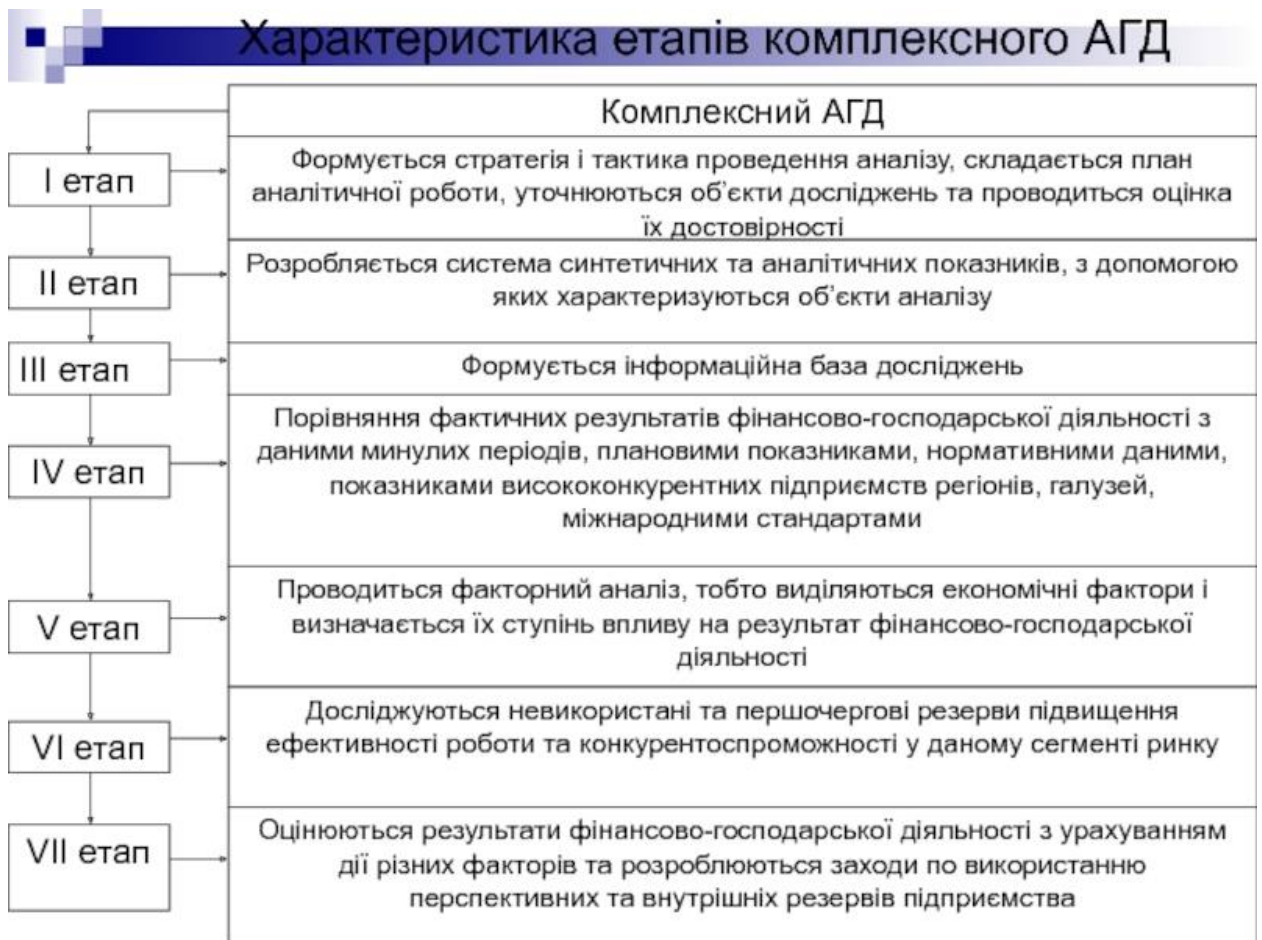 Характеристика етапів комплексного АГД
Комплексний АГД
І етап
Формується стратегія і тактика проведення аналізу, складається план
аналітичної роботи, уточнюються об’єкти досліджень та проводиться оцінка
їх достовірності
ІІ етап
Розробляється система синтетичних та аналітичних показників, з допомогою
яких характеризуються об’єкти аналізу
ІІІ етап
Формується інформаційна база досліджень
IV етап
Порівняння фактичних результатів фінансово-господарської діяльності з
даними минулих періодів, плановими показниками, нормативними даними,
показниками висококонкурентних підприємств регіонів, галузей,
міжнародними стандартами
V етап
Проводиться факторний аналіз, тобто виділяються економічні фактори і
визначається їх ступінь впливу на результат фінансово-господарської
діяльності
VI етап
Досліджуються невикористані та першочергові резерви підвищення
ефективності роботи та конкурентоспроможності у даному сегменті ринку
VII етап
Оцінюються результати фінансово-господарської діяльності з урахуванням
дії різних факторів та розроблюються заходи по використанню
перспективних та внутрішніх резервів підприємства